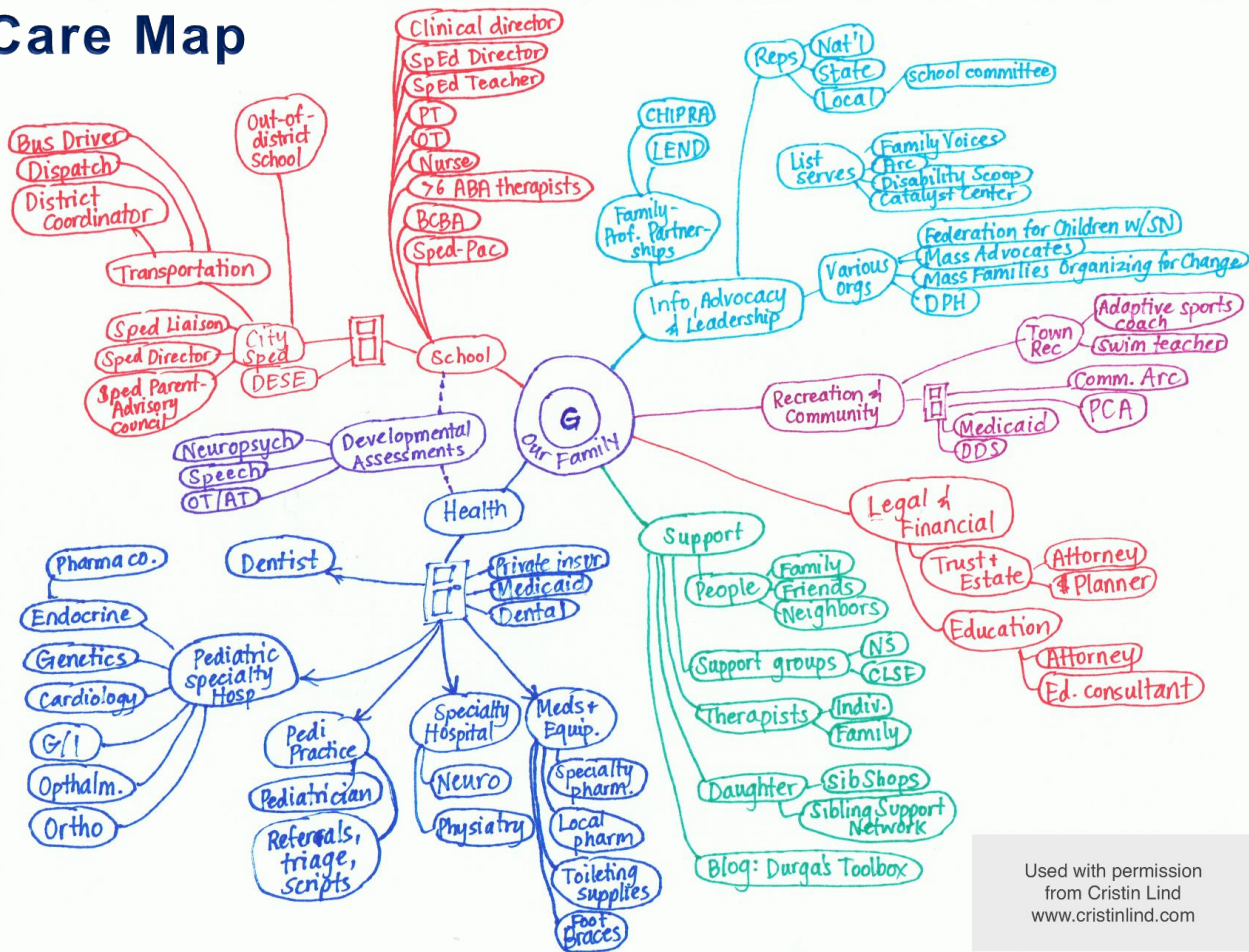 Care Map
Clinical director
SpEd Director
SpEd Teacher
PT
OT
Nurse
>6 ABA therapists
BCBA
Sped-Pac
School
Out-of-
district
School
Bus Driver
Dispatch
District
Coordinator
Transportation
Sped Liaison
Sped Director
Sped Parent-
Advisory
Council
City
Sped
DESE
Neuropsych
Speech
OT/AT
Developmental
Assessments
G
Our Family
Reps
Nat'l
State
Local
school committee
CHIPRA
LEND
Family-
Prof. Partner-
ships
List
serves
Family Voices
Arc
Disability Scoop
Catalyst Center
Info, Advocacy
& Leadership
Various
orgs
Federation for Children W/SN
Mass Advocates
Mass Families Organizing for Change
DPH
Recreation &
Community
Town
Rec
Adaptive sports
coach
Swim teacher
Comm. Arc
PCA
Medicaid
DDS
Legal &
Financial
Trust +
Estate
Attorney
$ Planner
Education
Attorney
Ed. consultant
Health
Dentist
Private insur
Medicaid
Dental
Pharma co.
Endocrine
Genetics
Cardiology
G/I
Opthalm.
Ortho
Pediatric
specialty
Hosp
Pedi
Practice
Pediatrician
Referrals,
triage,
scripts
Specialty
Hospital
Neuro
Physiatry
Meds +
Equip.
Specialty
pharm.
Local
pharm
Toileting
supplies
Foot
Braces
Support
People
Family
Friends
Neighbors
Support groups
NS
CLSF
Therapists
Indiv.
Family
Daughter
SibShops
Sibling Support
Network
Blog: Durga's Toolbox
Used with permission
from Cristin Lind
www.cristinlind.com